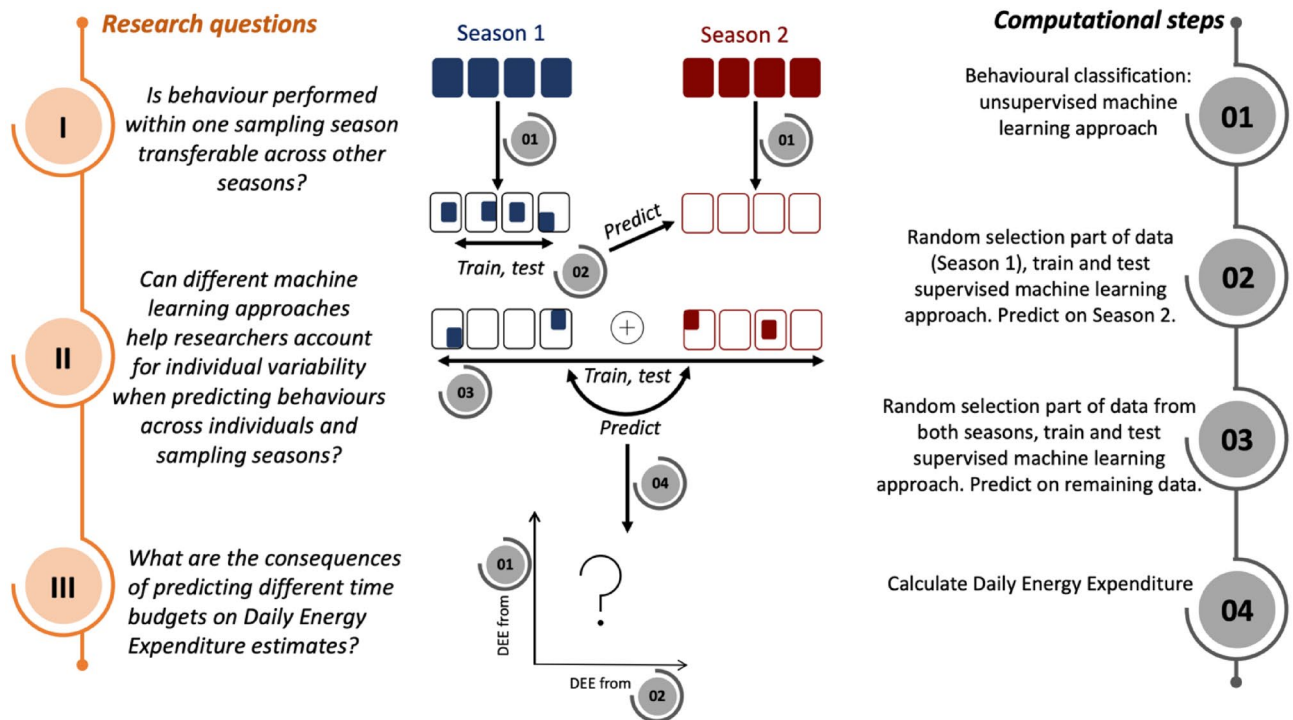 Research questions
I
Is behaviour performed
within one sampling season
transferable across other
seasons?
II
Can different machine
learning approaches
help researchers account
for individual variability
when predicting behaviours
across individuals and
sampling seasons?
III
What are the consequences
of predicting different time
budgets on Daily Energy
Expenditure estimates?
Season 1
Season 2
01
01
Predict
Train, test
02
+
Train, test
03
Predict
04
01
DEE from
?
DEE from
02
Computational steps
Behavioural classification:
unsupervised machine
learning approach
01
Random selection part of data
(Season 1), train and test
supervised machine learning
approach. Predict on Season 2.
02
Random selection part of data from
both seasons, train and test
supervised machine learning
approach. Predict on remaining data.
03
Calculate Daily Energy Expenditure
04